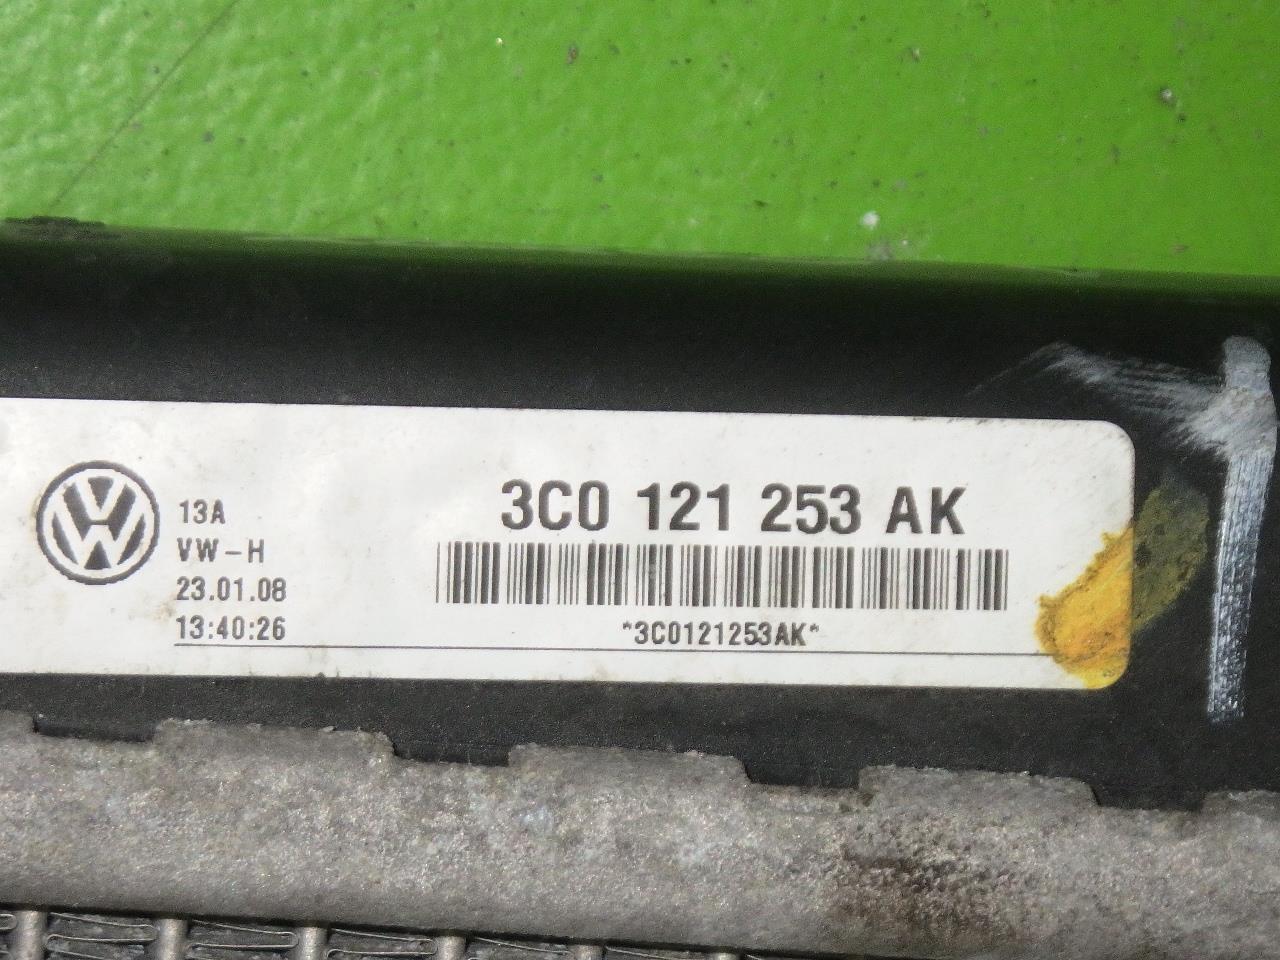 13A
VW-H
23.01.08
13:40:26
3C0 121 253 AK
*3C0121253AK*